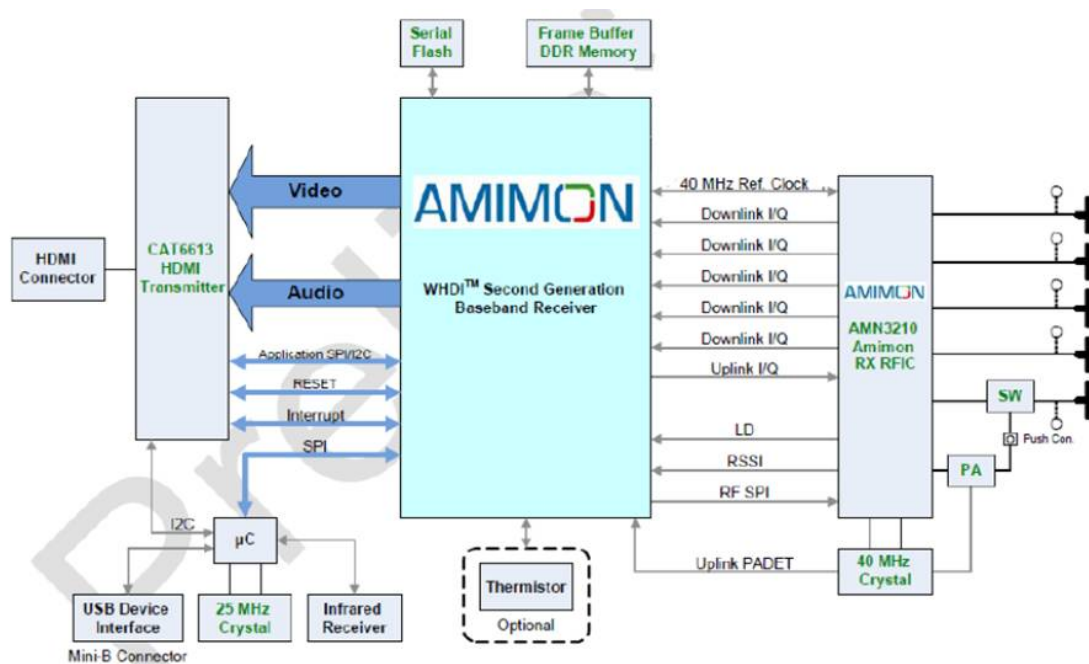 Serial
Flash
Frame Buffer
DDR Memory
Video
AMIMON
40 MHz Ref. Clock
Downlink I/Q
Downlink I/Q
Downlink I/Q
Downlink I/Q
Downlink I/Q
Uplink I/Q
HDMI
Connector
CAT6613
HDMI
Transmitter
Audio
WHDI™ Second Generation
Baseband Receiver
AMIMON
AMN3210
Amimon
RX RFIC
Application SPI/I2C
RESET
Interrupt
SPI
LD
RSSI
RF SPI
SW
Push Con.
PA
I2C
µC
Uplink PADET
40 MHz
Crystal
Thermistor
Optional
USB Device
Interface
Mini-B Connector
25 MHz
Crystal
Infrared
Receiver